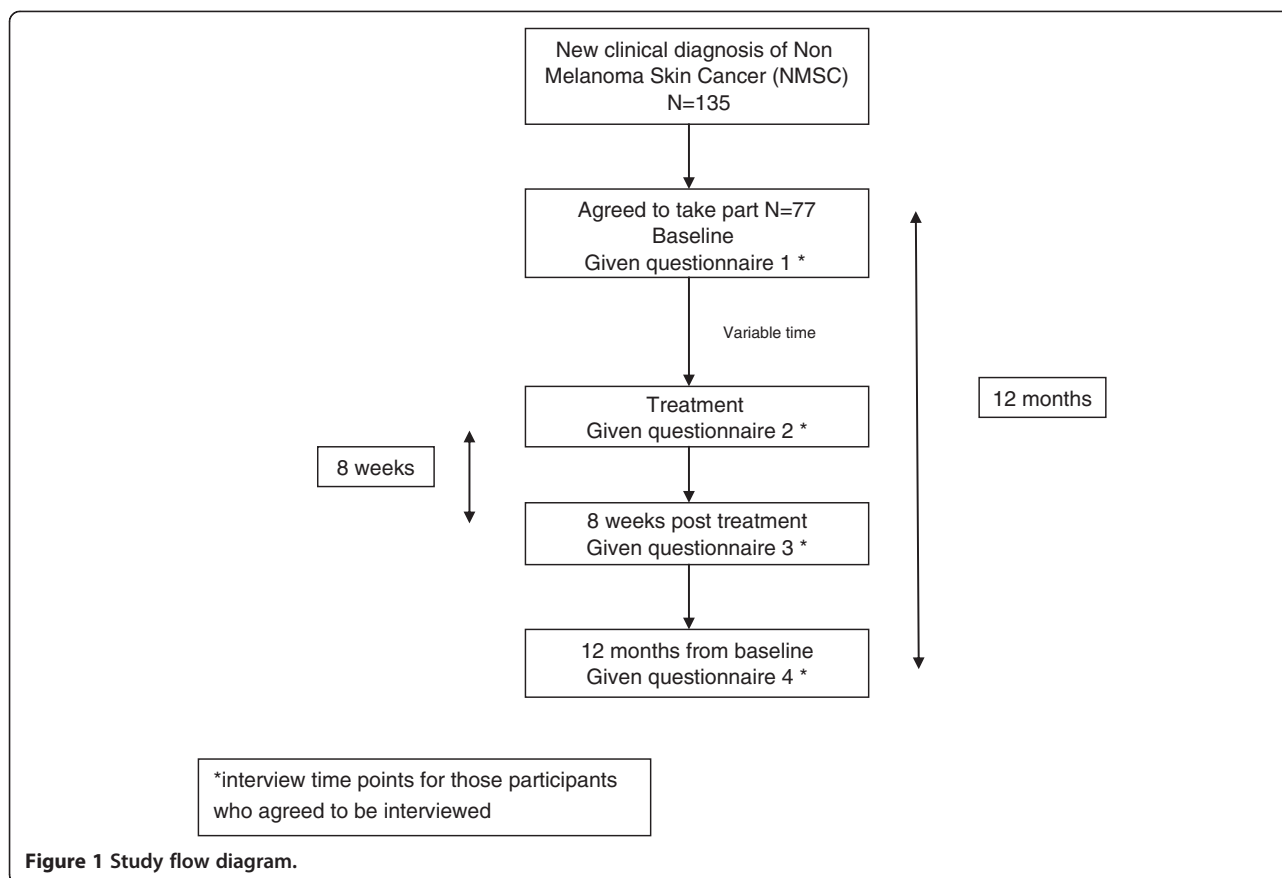 New clinical diagnosis of Non
Melanoma Skin Cancer (NMSC)
N=135
Agreed to take part N=77
Baseline
Given questionnaire 1 *
Variable time
12 months
Treatment
Given questionnaire 2 *
8 weeks
8 weeks post treatment
Given questionnaire 3 *
12 months from baseline
Given questionnaire 4 *
*interview time points for those participants
who agreed to be interviewed
Figure 1 Study flow diagram.